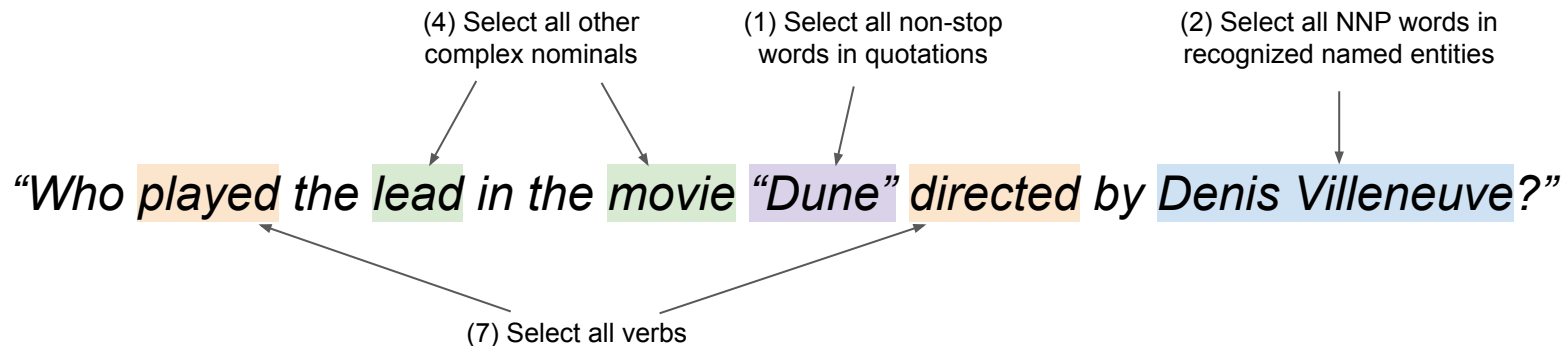 (4) Select all other
complex nominals
(1) Select all non-stop
words in quotations
(2) Select all NNP words in
recognized named entities
“Who played the lead in the movie “Dune” directed by Denis Villeneuve?”
(7) Select all verbs